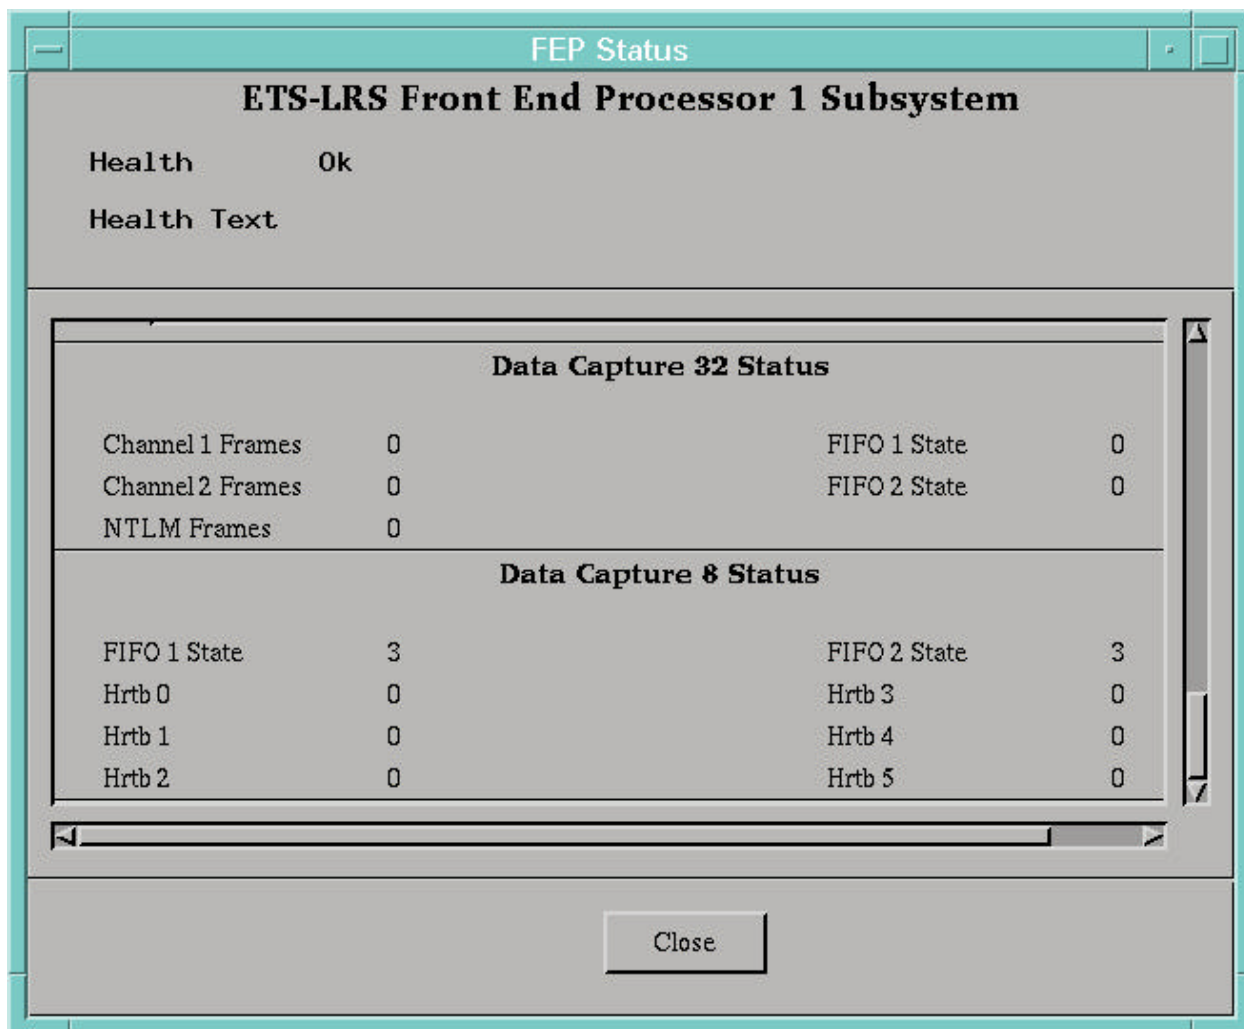 FEP Status
ETS-LRS Front End Processor 1 Subsystem
Health Ok
Health Text
Data Capture 32 Status
Channel 1 Frames 0 FIFO 1 State 0
Channel 2 Frames 0 FIFO 2 State 0
NTLM Frames 0
Data Capture 8 Status
FIFO 1 State 3 FIFO 2 State 3
Hrtb 0 0 Hrtb 3 0
Hrtb 1 0 Hrtb 4 0
Hrtb 2 0 Hrtb 5 0
Close